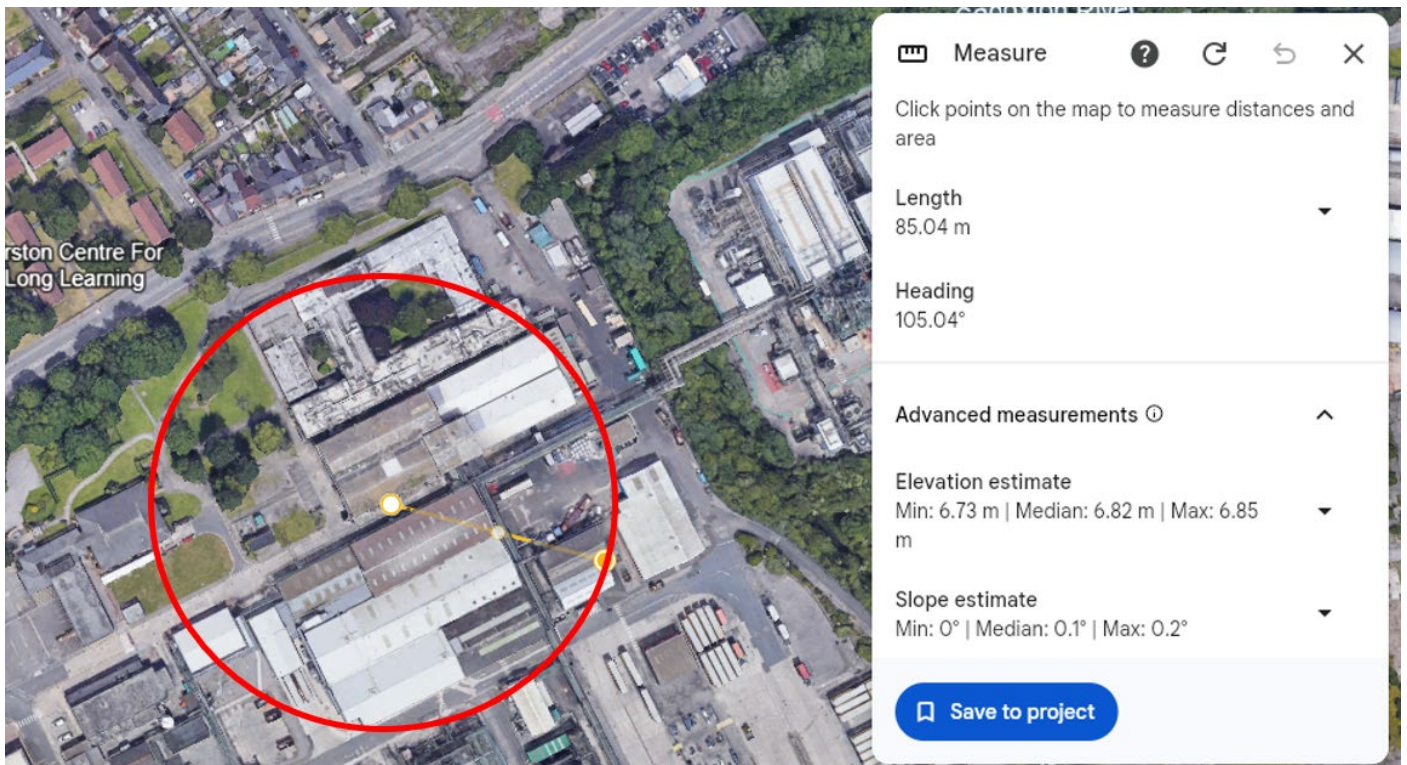 Measure
Click points on the map to measure distances and
area
Length
85.04 m
Heading
105.04°
Advanced measurements
Elevation estimate
Min: 6.73 m | Median: 6.82 m | Max: 6.85
m
Slope estimate
Min: 0° | Median: 0.1° | Max: 0.2°
Save to project
rston Centre For
Long Learning